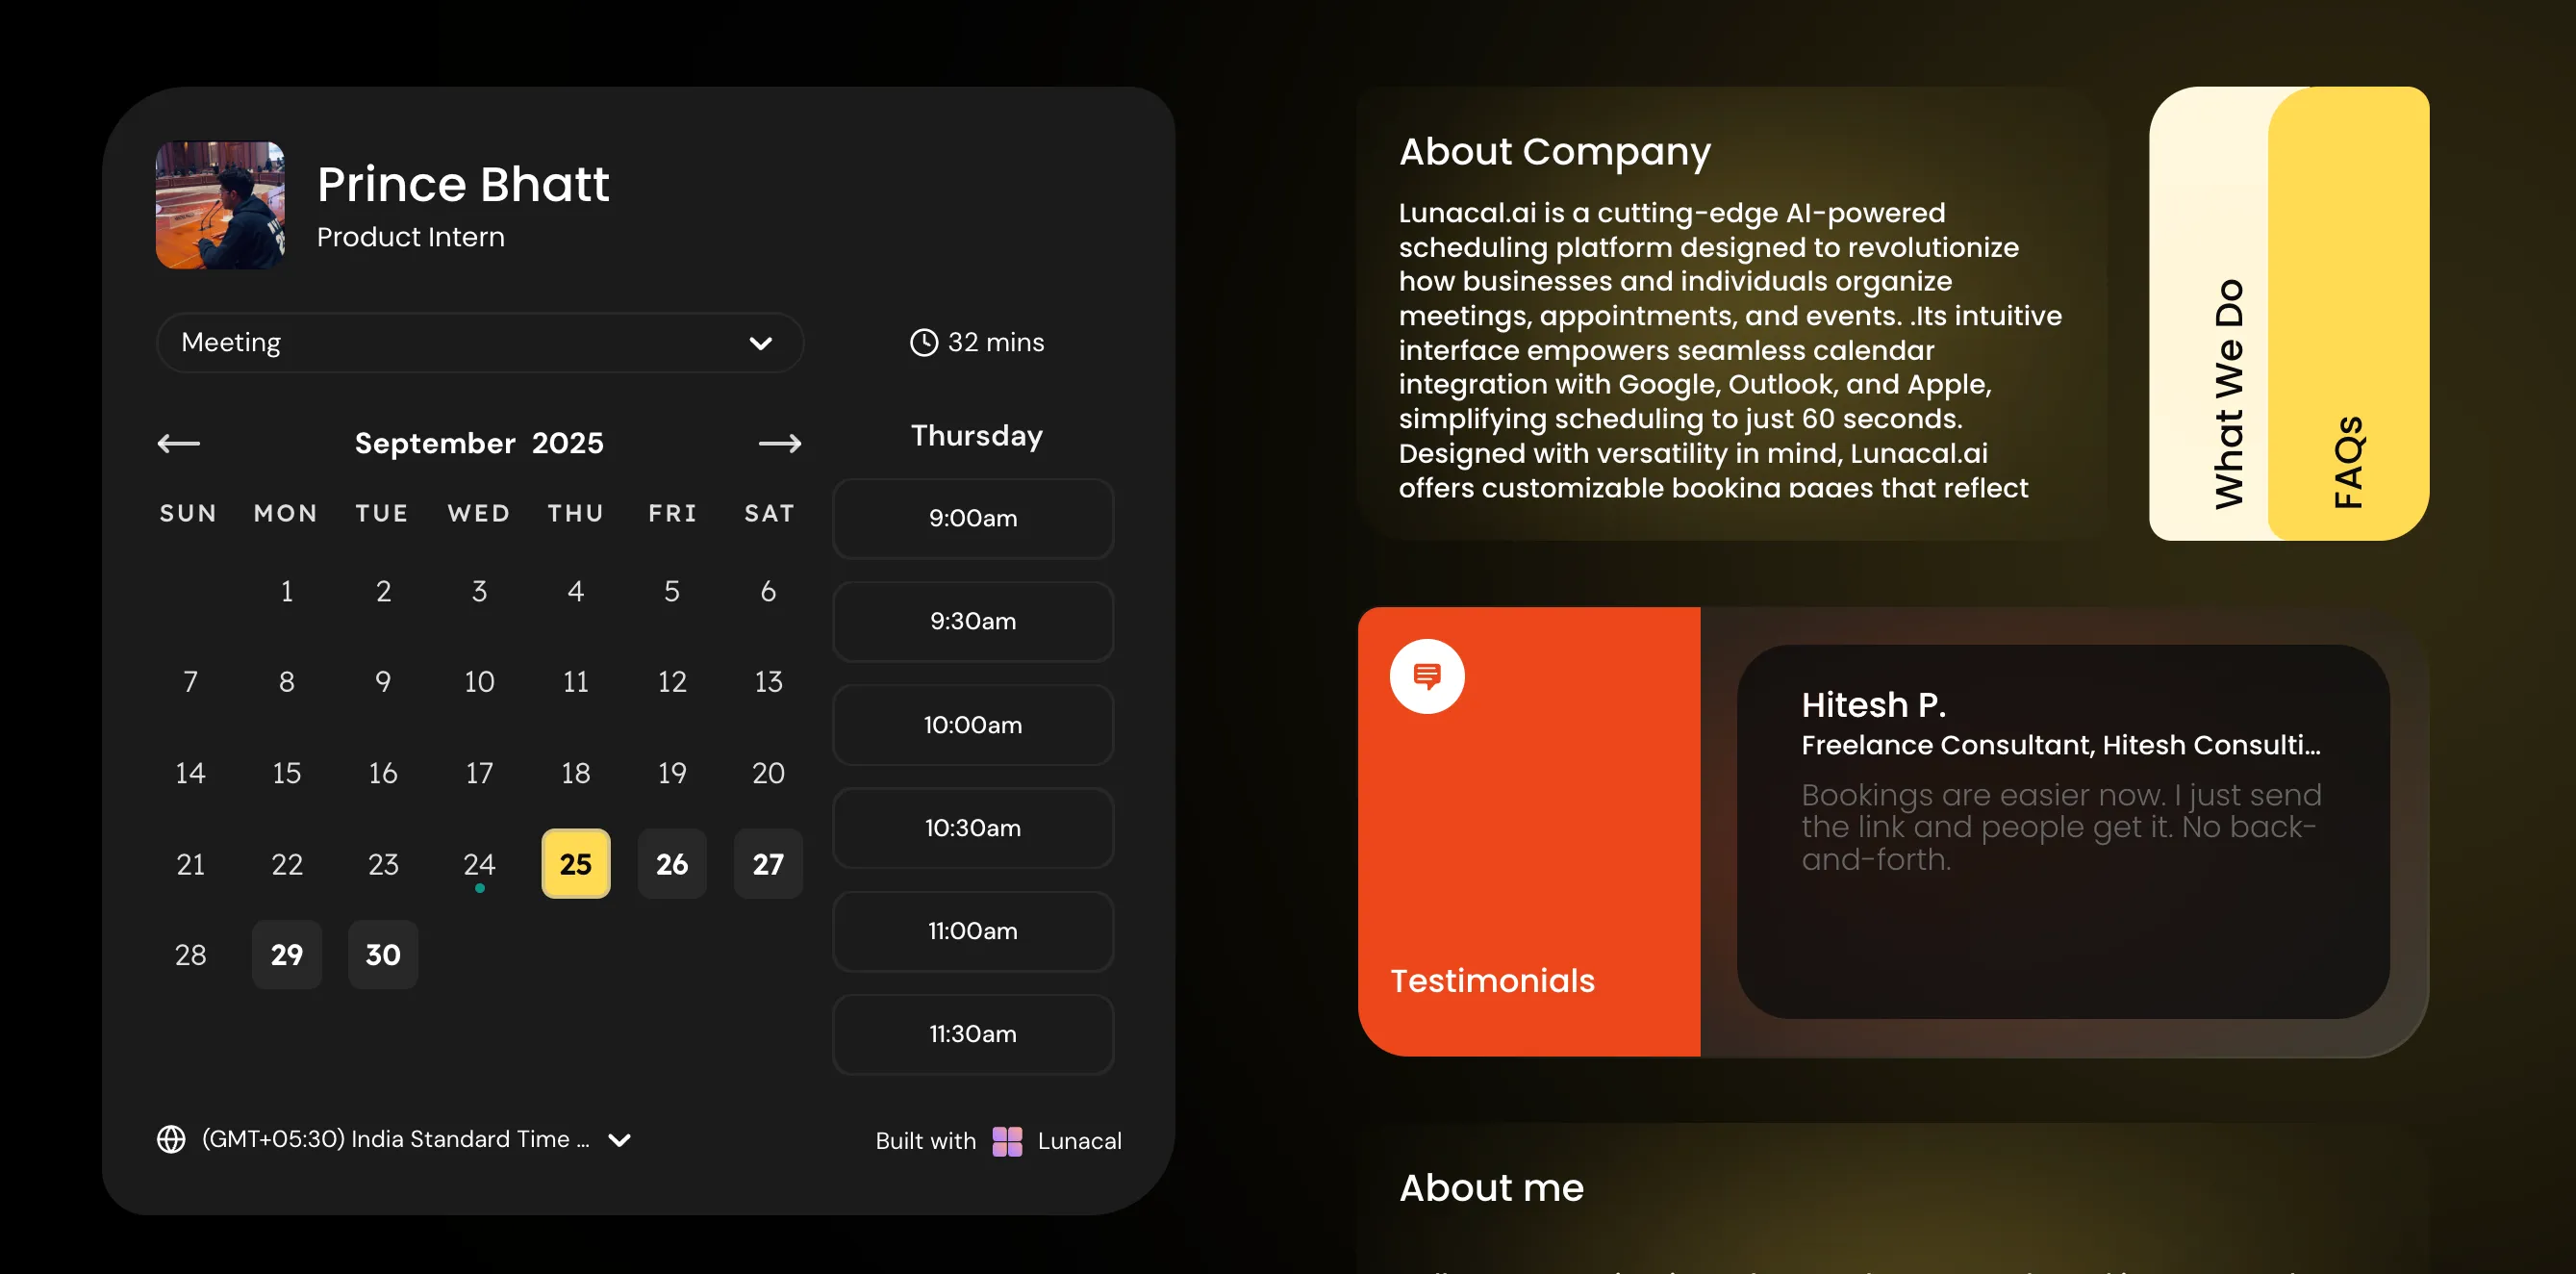 Prince Bhatt
Product Intern
Meeting
32 mins
September 2025
SUN MON TUE WED THU FRI SAT
1 2 3 4 5 6
7 8 9 10 11 12 13
14 15 16 17 18 19 20
21 22 23 24 25 26 27
28 29 30
Thursday
9:00am
9:30am
10:00am
10:30am
11:00am
11:30am
(GMT+05:30) India Standard Time ...
Built with Lunacal
About Company
Lunacal.ai is a cutting-edge AI-powered
scheduling platform designed to revolutionize
how businesses and individuals organize
meetings, appointments, and events. .Its intuitive
interface empowers seamless calendar
integration with Google, Outlook, and Apple,
simplifying scheduling to just 60 seconds.
Designed with versatility in mind, Lunacal.ai
offers customizable booking pages that reflect
What We Do
FAQs
Testimonials
Hitesh P.
Freelance Consultant, Hitesh Consulti...
Bookings are easier now. I just send
the link and people get it. No back-
and-forth.
About me